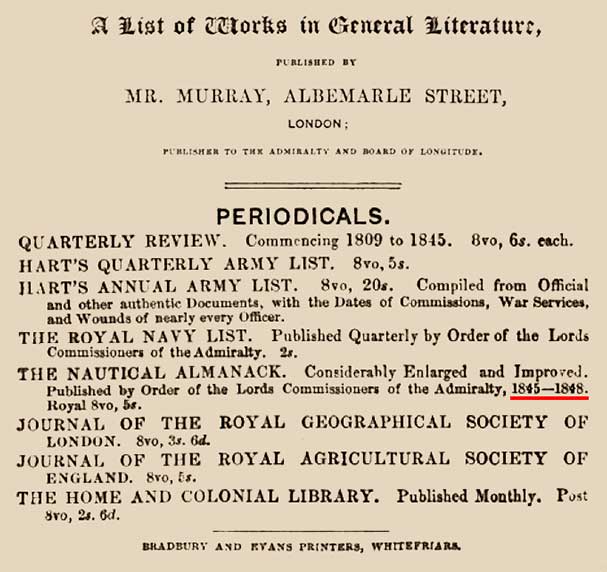 A List of Works in General Literature,
PUBLISHED BY
MR. MURRAY, ALBEMARLE STREET,
LONDON;
PUBLISHER TO THE ADMIRALTY AND BOARD OF LONGITUDE.
PERIODICALS.
QUARTERLY REVIEW. Commencing 1809 to 1845. 8vo, 6s. each.
HART'S QUARTERLY ARMY LIST. 8vo, 5s.
HART'S ANNUAL ARMY LIST. 8vo, 20s. Compiled from Official
and other authentic Documents, with the Dates of Commissions, War Services,
and Wounds of nearly every Officer.
THE ROYAL NAVY LIST. Published Quarterly by Order of the Lords
Commissioners of the Admiralty. 2s.
THE NAUTICAL ALMANACK. Considerably Enlarged and Improved.
Published by Order of the Lords Commissioners of the Admiralty, 1845—1848.
Royal 8vo, 5s.
JOURNAL OF THE ROYAL GEOGRAPHICAL SOCIETY OF
LONDON. 8vo, 3s. 6d.
JOURNAL OF THE ROYAL AGRICULTURAL SOCIETY OF
ENGLAND. 8vo, 5s.
THE HOME AND COLONIAL LIBRARY. Published Monthly. Post
8vo, 2s. 6d.
BRADBURY AND EVANS PRINTERS, WHITEFRIARS.